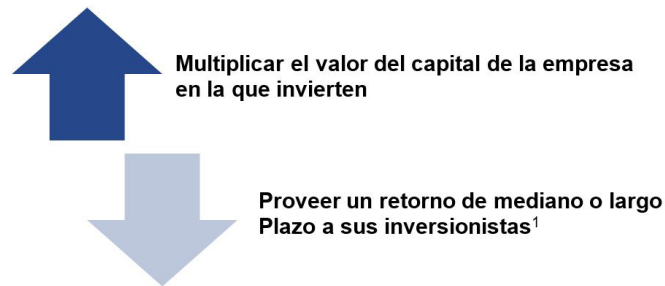 Multiplicar el valor del capital de la empresa
en la que invierten
Proveer un retorno de mediano o largo
Plazo a sus inversionistas¹